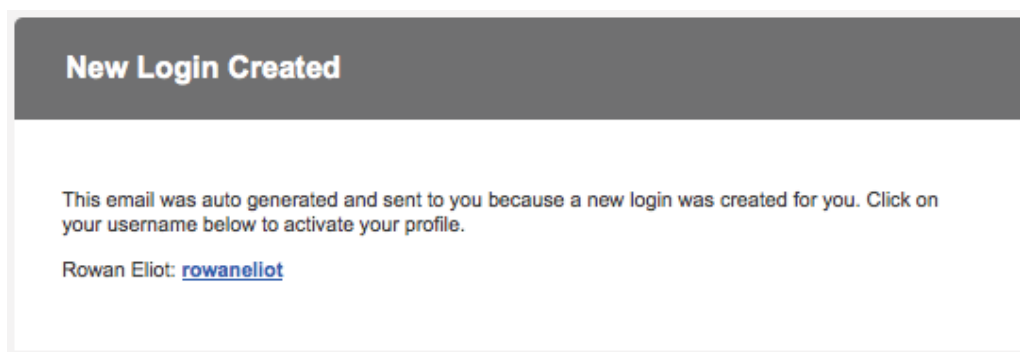 New Login Created
This email was auto generated and sent to you because a new login was created for you. Click on
your username below to activate your profile.
Rowan Eliot: rowaneliot